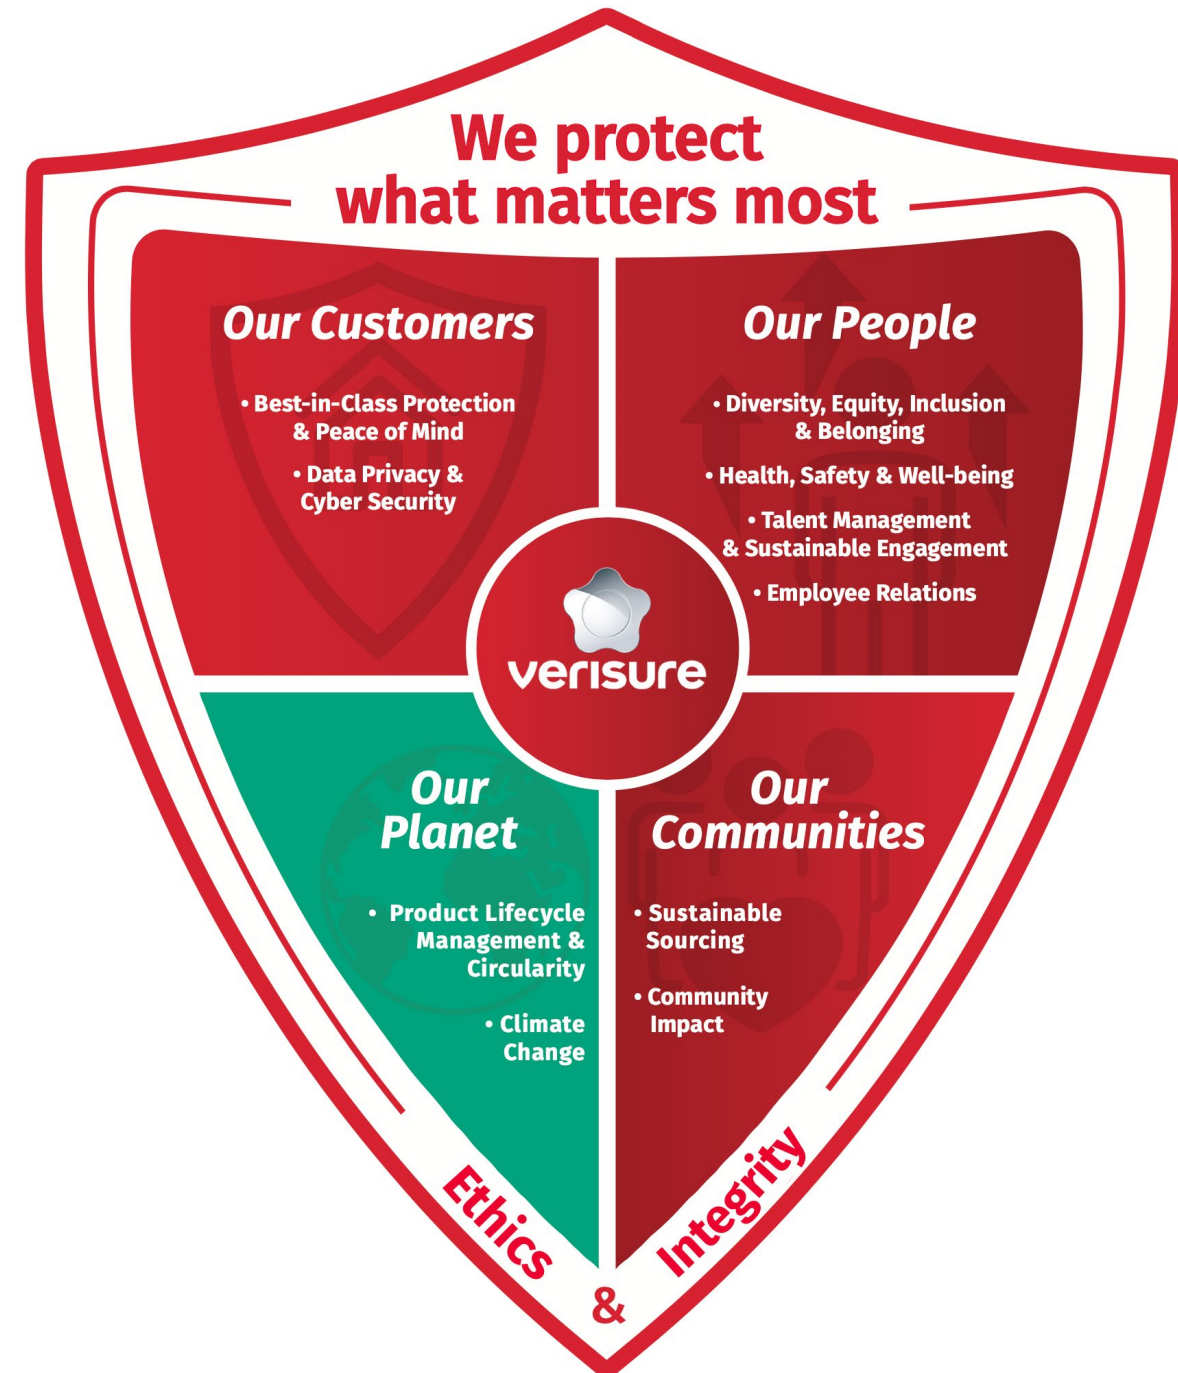 We protect
what matters most
Our Customers
• Best-in-Class Protection
& Peace of Mind
• Data Privacy &
Cyber Security
Our People
• Diversity, Equity, Inclusion
& Belonging
• Health, Safety & Well-being
• Talent Management
& Sustainable Engagement
• Employee Relations
verisure
Our
Planet
• Product Lifecycle
Management &
Circularity
• Climate
Change
Our
Communities
• Sustainable
Sourcing
• Community
Impact
Ethics
&
Integrity